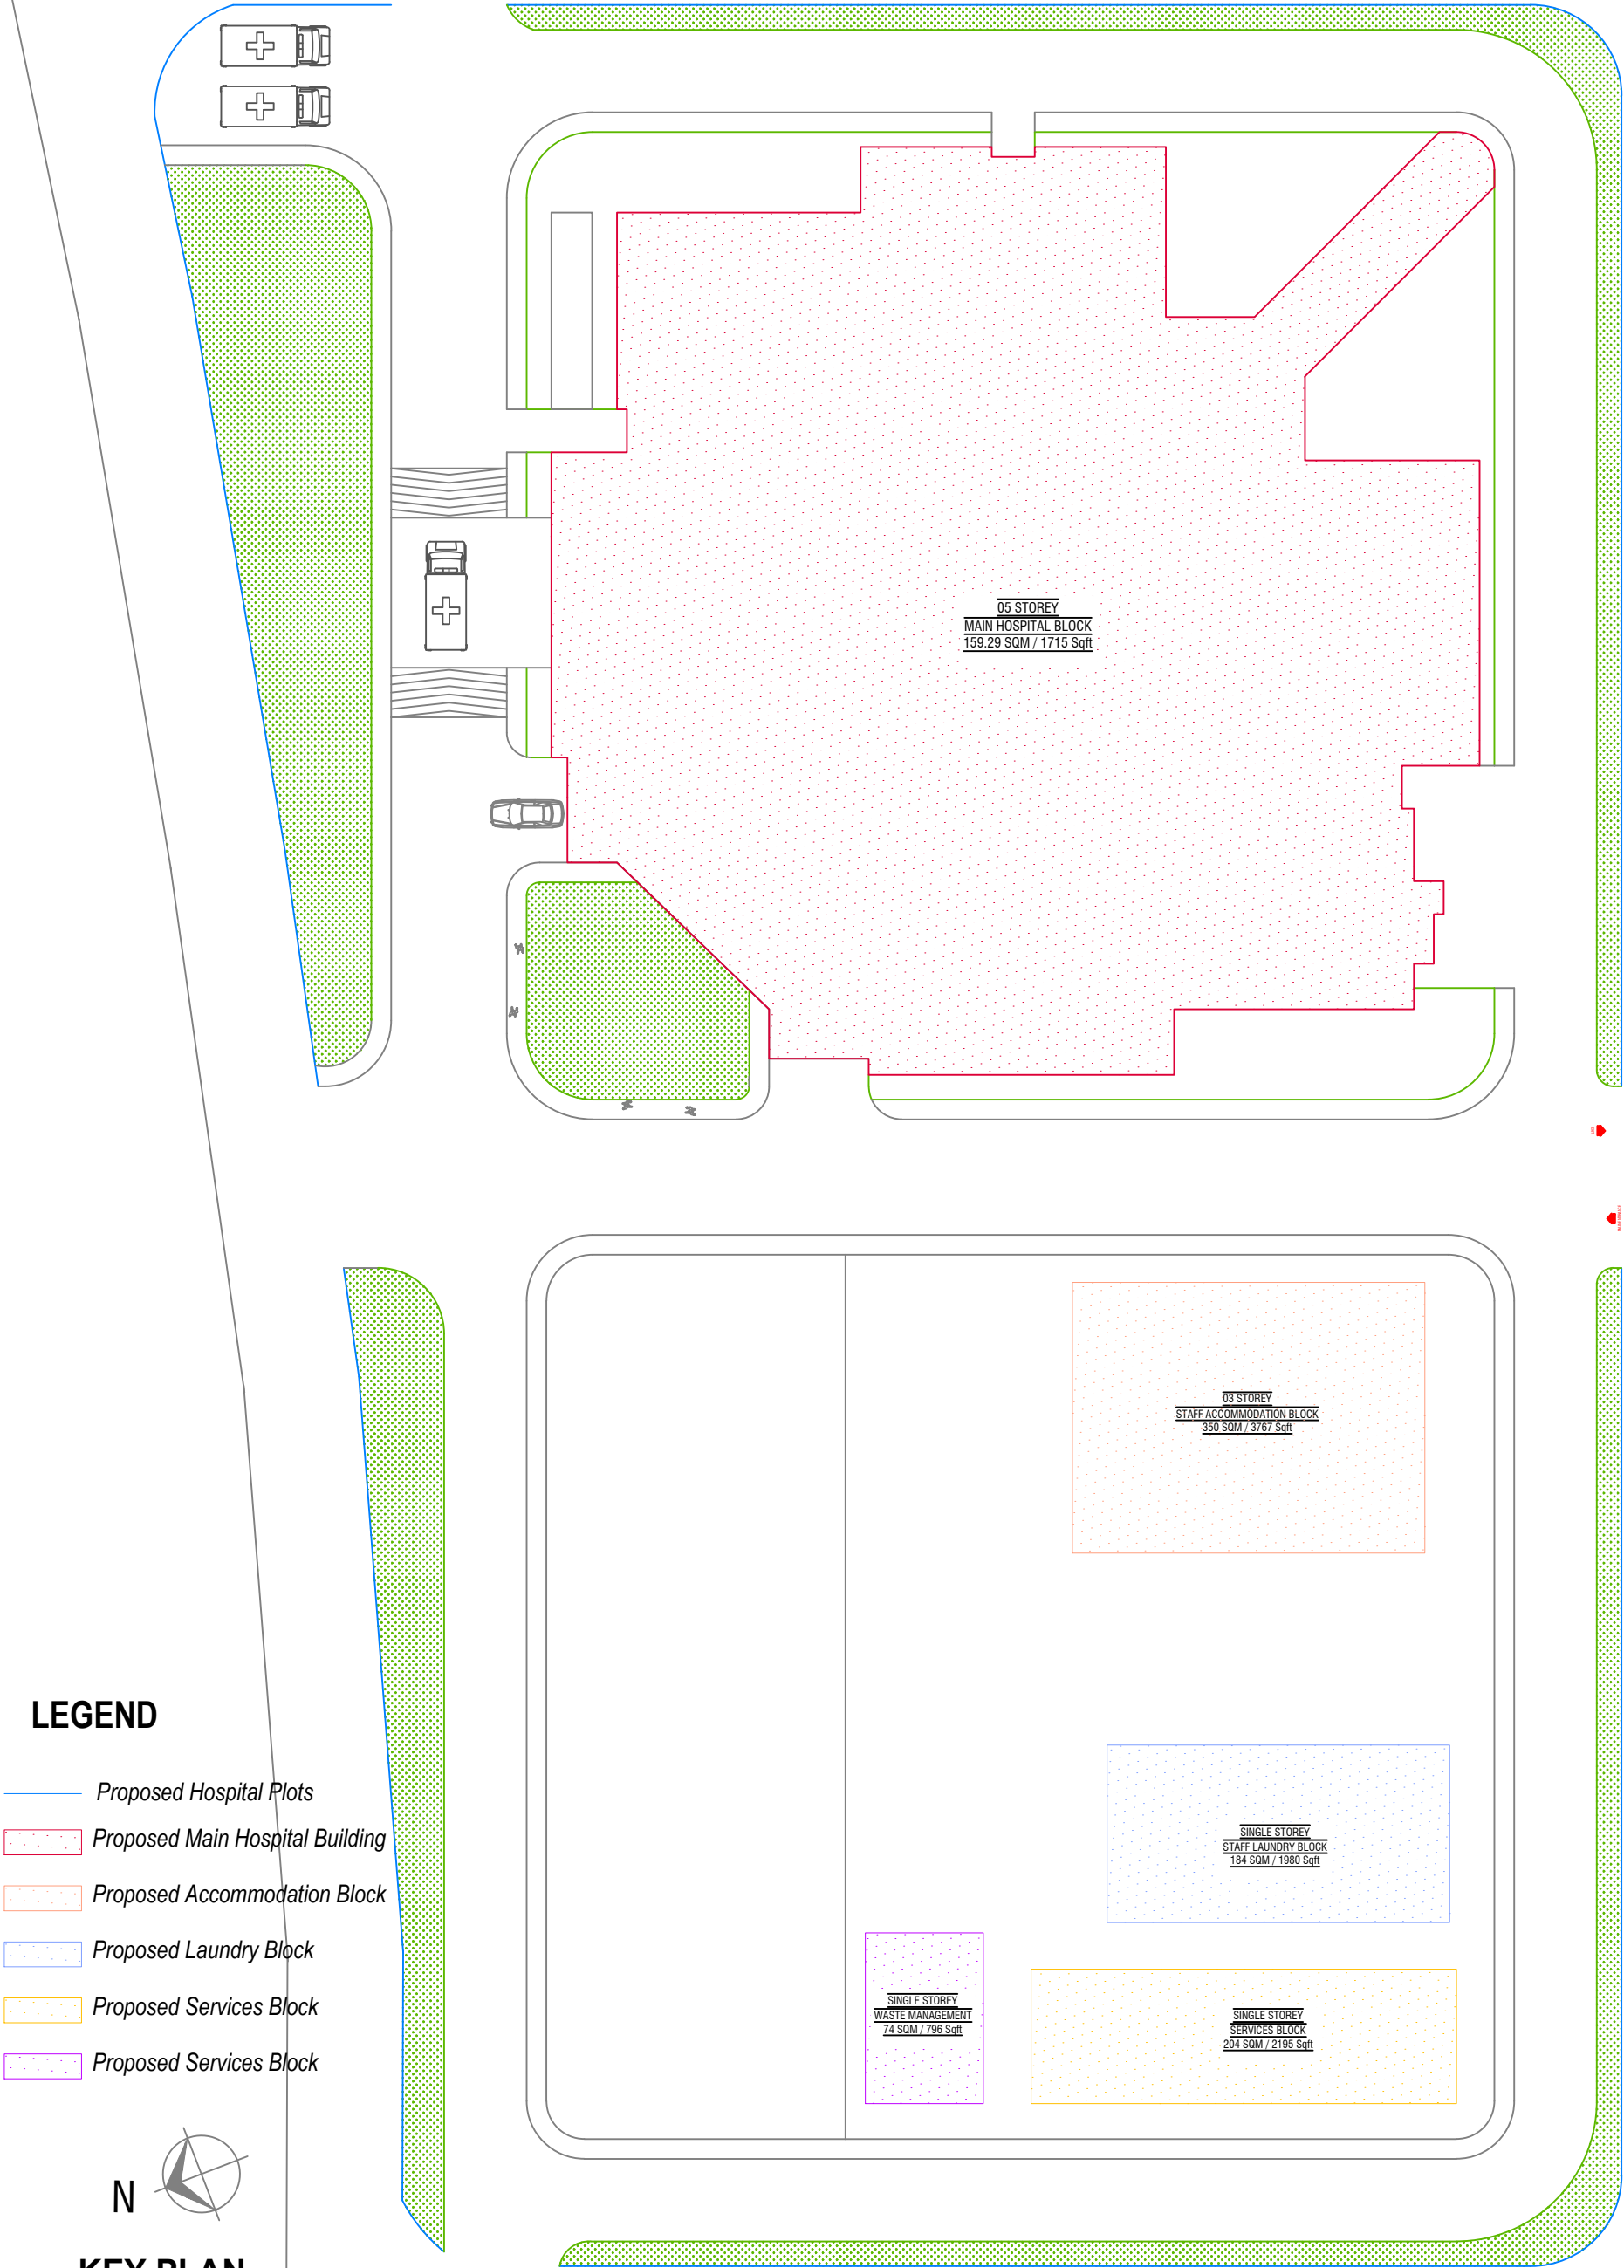 05 STOREY
MAIN HOSPITAL BLOCK
159.29 SQM / 1715 Sqft
03 STOREY
STAFF ACCOMMODATION BLOCK
350 SQM / 3767 Sqft
SINGLE STOREY
STAFF LAUNDRY BLOCK
184 SQM / 1980 Sqft
SINGLE STOREY
WASTE MANAGEMENT
74 SQM / 796 Sqft
SINGLE STOREY
SERVICES BLOCK
204 SQM / 2195 Sqft
LEGEND
Proposed Hospital Plots
Proposed Main Hospital Building
Proposed Accommodation Block
Proposed Laundry Block
Proposed Services Block
Proposed Services Block
N
KEY PLAN